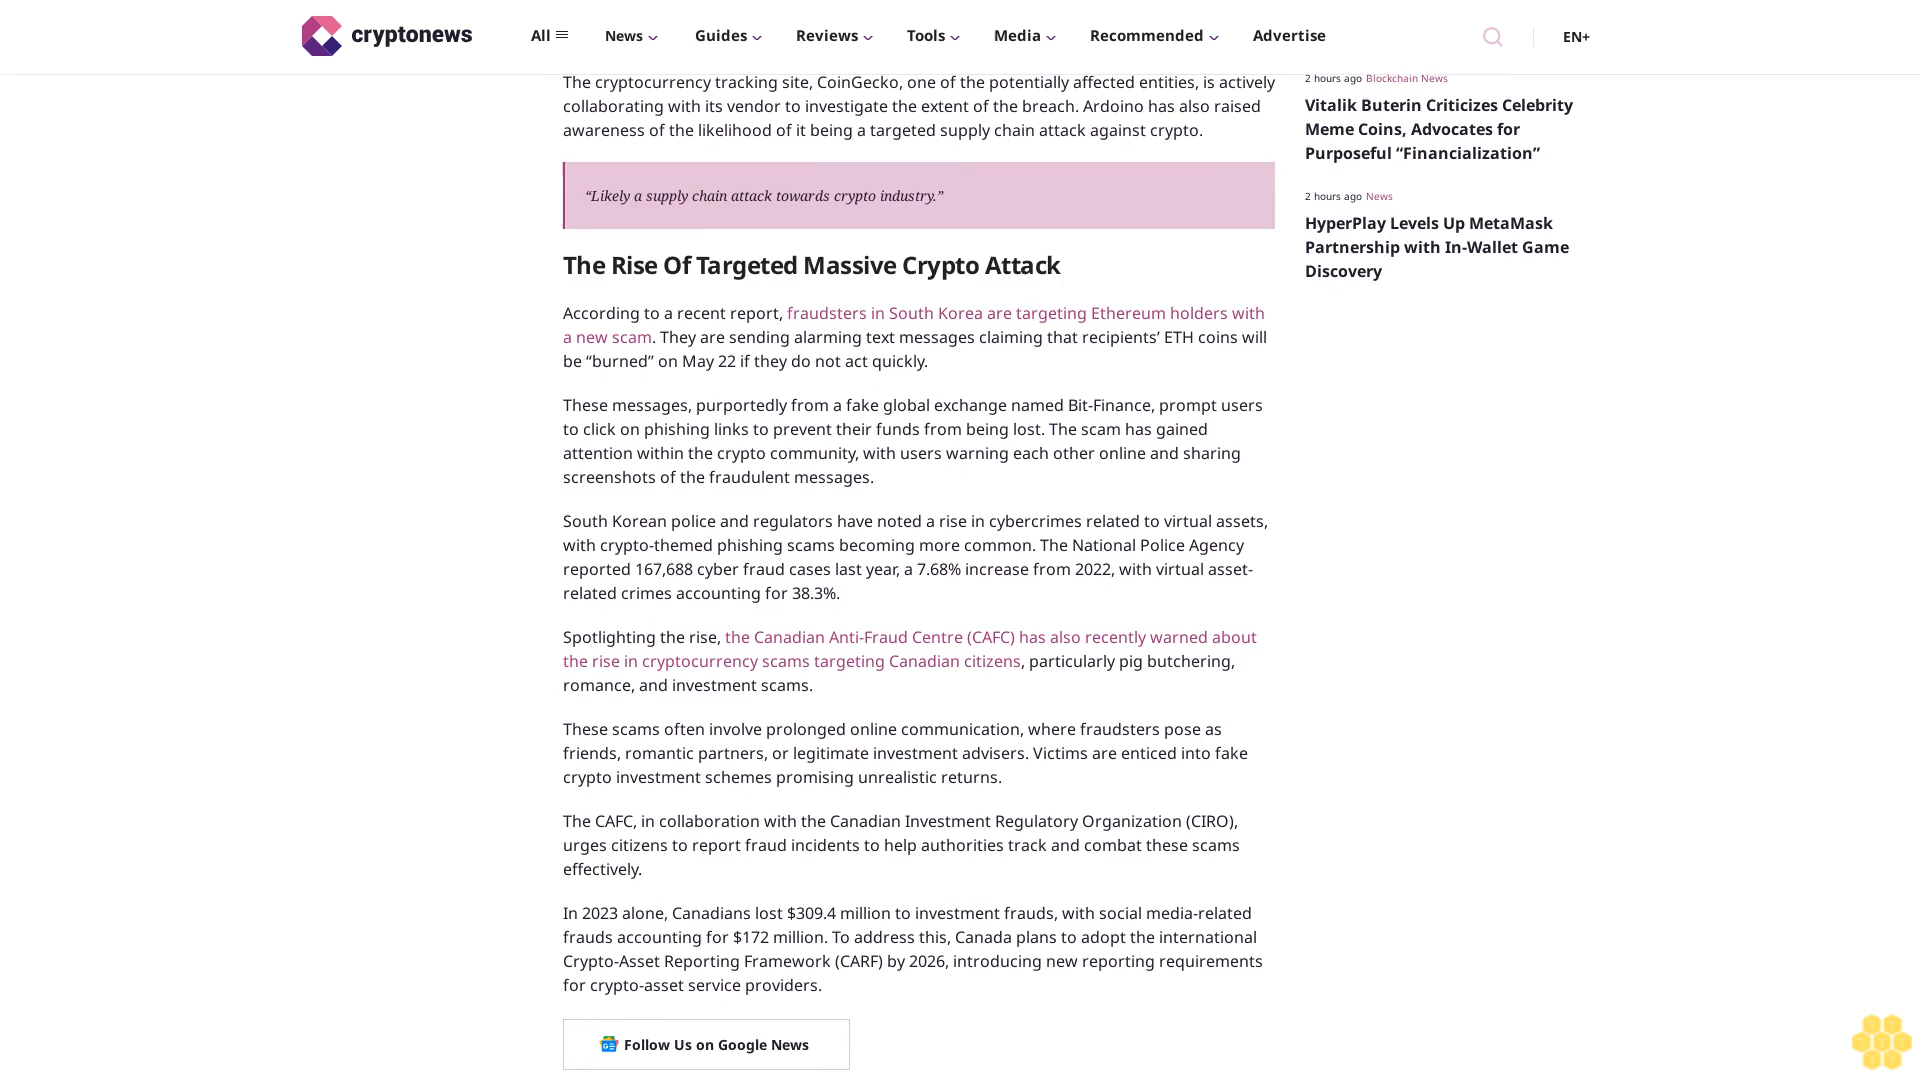 cryptonews
All
News
Guides
Reviews
Tools
Media
Recommended
Advertise
EN+
The cryptocurrency tracking site, CoinGecko, one of the potentially affected entities, is actively
collaborating with its vendor to investigate the extent of the breach. Ardoino has also raised
awareness of the likelihood of it being a targeted supply chain attack against crypto.
“Likely a supply chain attack towards crypto industry.”
The Rise Of Targeted Massive Crypto Attack
According to a recent report, fraudsters in South Korea are targeting Ethereum holders with
a new scam. They are sending alarming text messages claiming that recipients’ ETH coins will
be “burned” on May 22 if they do not act quickly.
These messages, purportedly from a fake global exchange named Bit-Finance, prompt users
to click on phishing links to prevent their funds from being lost. The scam has gained
attention within the crypto community, with users warning each other online and sharing
screenshots of the fraudulent messages.
South Korean police and regulators have noted a rise in cybercrimes related to virtual assets,
with crypto-themed phishing scams becoming more common. The National Police Agency
reported 167,688 cyber fraud cases last year, a 7.68% increase from 2022, with virtual asset-
related crimes accounting for 38.3%.
Spotlighting the rise, the Canadian Anti-Fraud Centre (CAFC) has also recently warned about
the rise in cryptocurrency scams targeting Canadian citizens, particularly pig butchering,
romance, and investment scams.
These scams often involve prolonged online communication, where fraudsters pose as
friends, romantic partners, or legitimate investment advisers. Victims are enticed into fake
crypto investment schemes promising unrealistic returns.
The CAFC, in collaboration with the Canadian Investment Regulatory Organization (CIRO),
urges citizens to report fraud incidents to help authorities track and combat these scams
effectively.
In 2023 alone, Canadians lost $309.4 million to investment frauds, with social media-related
frauds accounting for $172 million. To address this, Canada plans to adopt the international
Crypto-Asset Reporting Framework (CARF) by 2026, introducing new reporting requirements
for crypto-asset service providers.
Follow Us on Google News
2 hours ago Blockchain News
Vitalik Buterin Criticizes Celebrity
Meme Coins, Advocates for
Purposeful “Financialization”
2 hours ago News
HyperPlay Levels Up MetaMask
Partnership with In-Wallet Game
Discovery